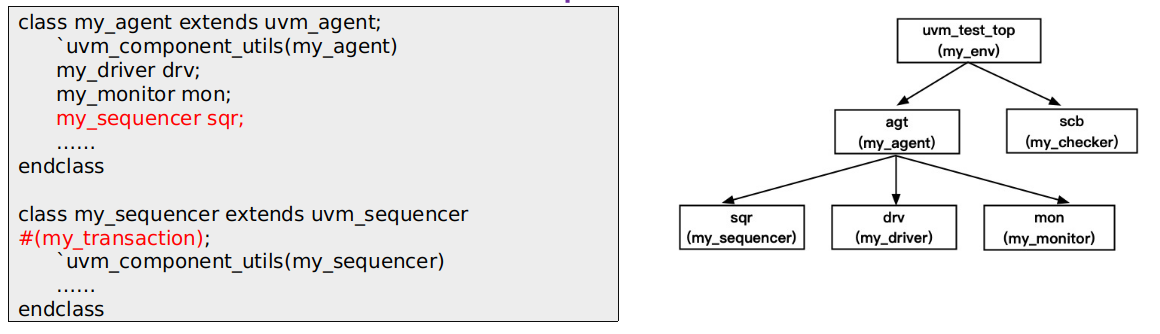 class my_agent extends uvm_agent;
`uvm_component_utils(my_agent)
my_driver drv;
my_monitor mon;
my_sequencer sqr;
......
endclass
class my_sequencer extends uvm_sequencer
#(my_transaction);
`uvm_component_utils(my_sequencer)
......
endclass
uvm_test_top
(my_env)
agt
(my_agent)
scb
(my_checker)
sqr
(my_sequencer)
drv
(my_driver)
mon
(my_monitor)